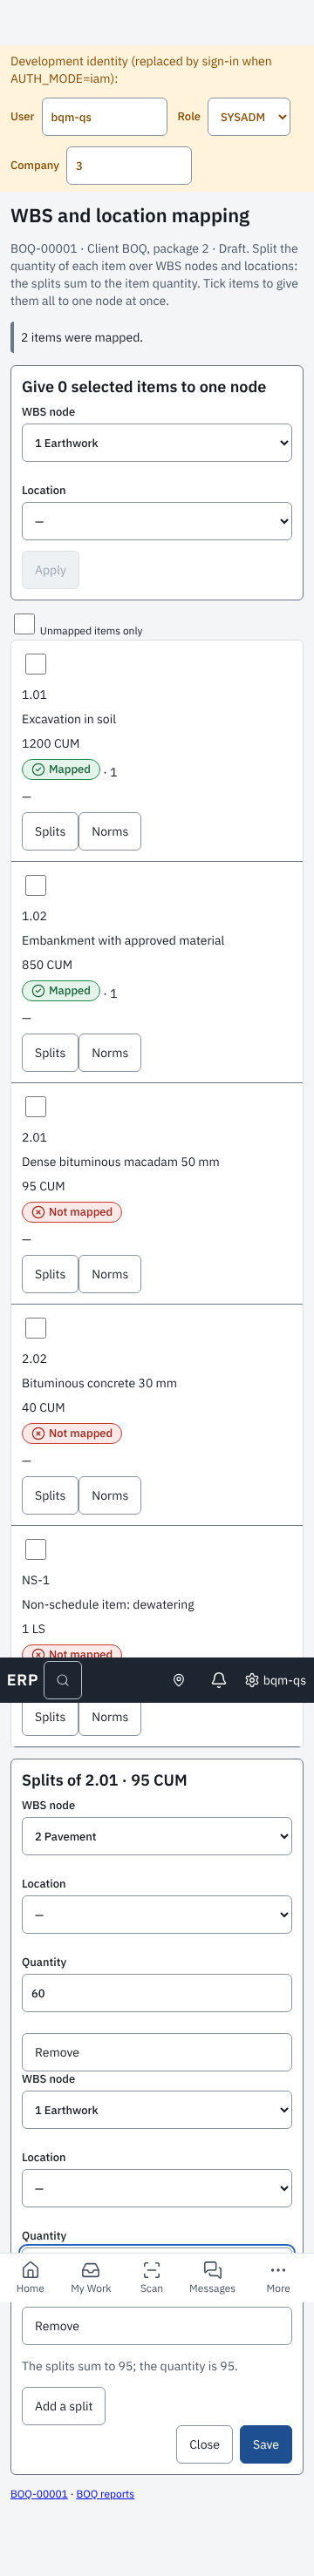 Development identity (replaced by sign-in when
AUTH_MODE=iam):
User bqm-qs Role SYSADM
Company 3
WBS and location mapping
BOQ-00001 · Client BOQ, package 2 · Draft. Split the
quantity of each item over WBS nodes and locations:
the splits sum to the item quantity. Tick items to give
them all to one node at once.
2 items were mapped.
Give 0 selected items to one node
WBS node
1 Earthwork
Location
—
Apply
Unmapped items only
1.01
Excavation in soil
1200 CUM
Mapped · 1
—
Splits Norms
1.02
Embankment with approved material
850 CUM
Mapped · 1
—
Splits Norms
2.01
Dense bituminous macadam 50 mm
95 CUM
Not mapped
—
Splits Norms
2.02
Bituminous concrete 30 mm
40 CUM
Not mapped
—
Splits Norms
NS-1
Non-schedule item: dewatering
1 LS
Not mapped
ERP bqm-qs
Splits Norms
Splits of 2.01 · 95 CUM
WBS node
2 Pavement
Location
—
Quantity
60
Remove
WBS node
1 Earthwork
Location
—
Quantity
Home My Work Scan Messages More
Remove
The splits sum to 95; the quantity is 95.
Add a split
Close Save
BOQ-00001 · BOQ reports